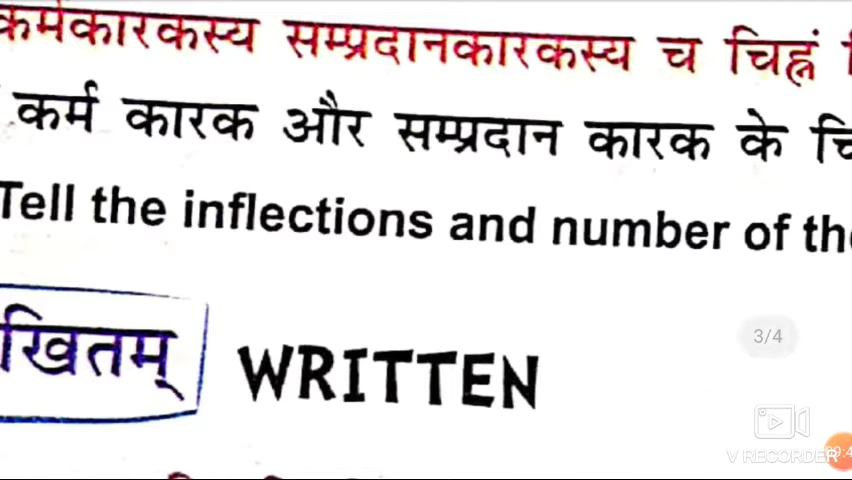 कर्मकारकस्य सम्प्रदानकारकस्य च चिह्नं
कर्म कारक और सम्प्रदान कारक के
Tell the inflections and number of
खितम्
WRITTEN
3/4
V RECORDER